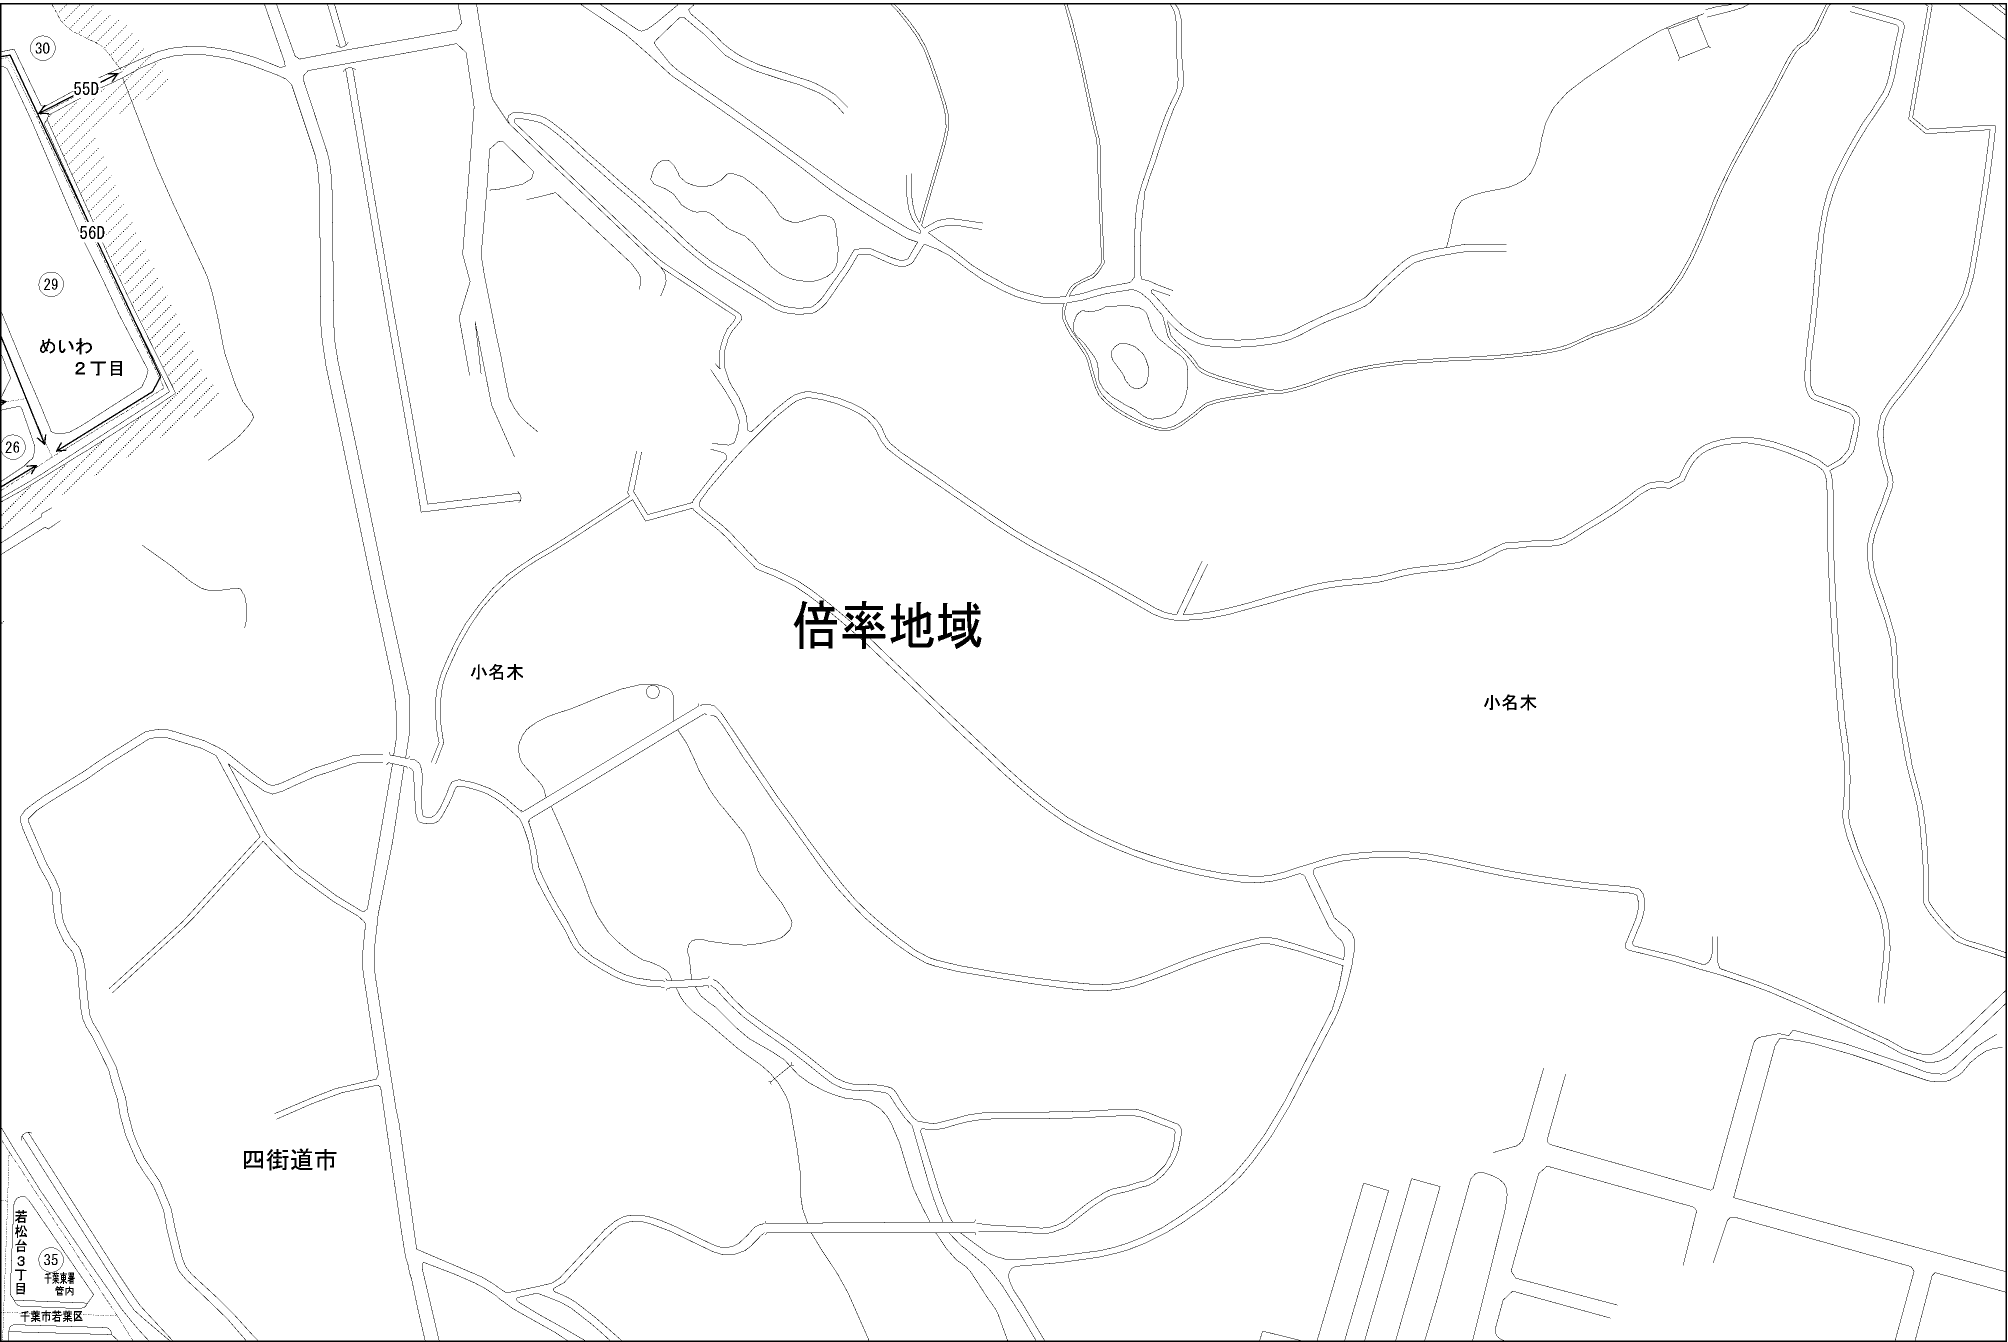 30
55D
56D
29
めいわ
2丁目
26
倍率地域
小名木
小名木
四街道市
若松台3丁目
35
千葉東署
管内
千葉市若葉区